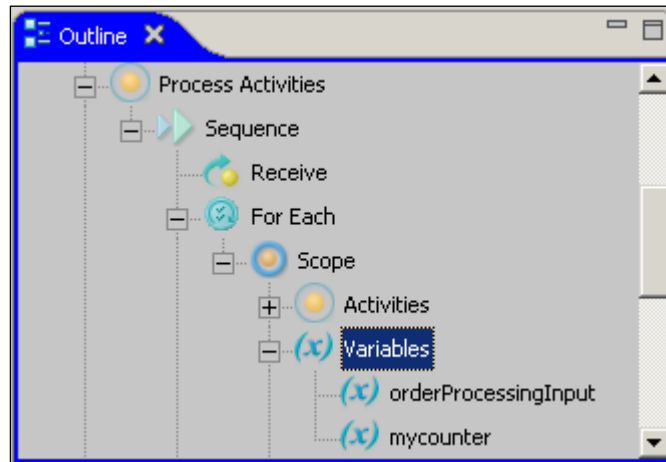 Outline
Process Activities
Sequence
Receive
For Each
Scope
Activities
(x) Variables
(x) orderProcessingInput
(x) mycounter